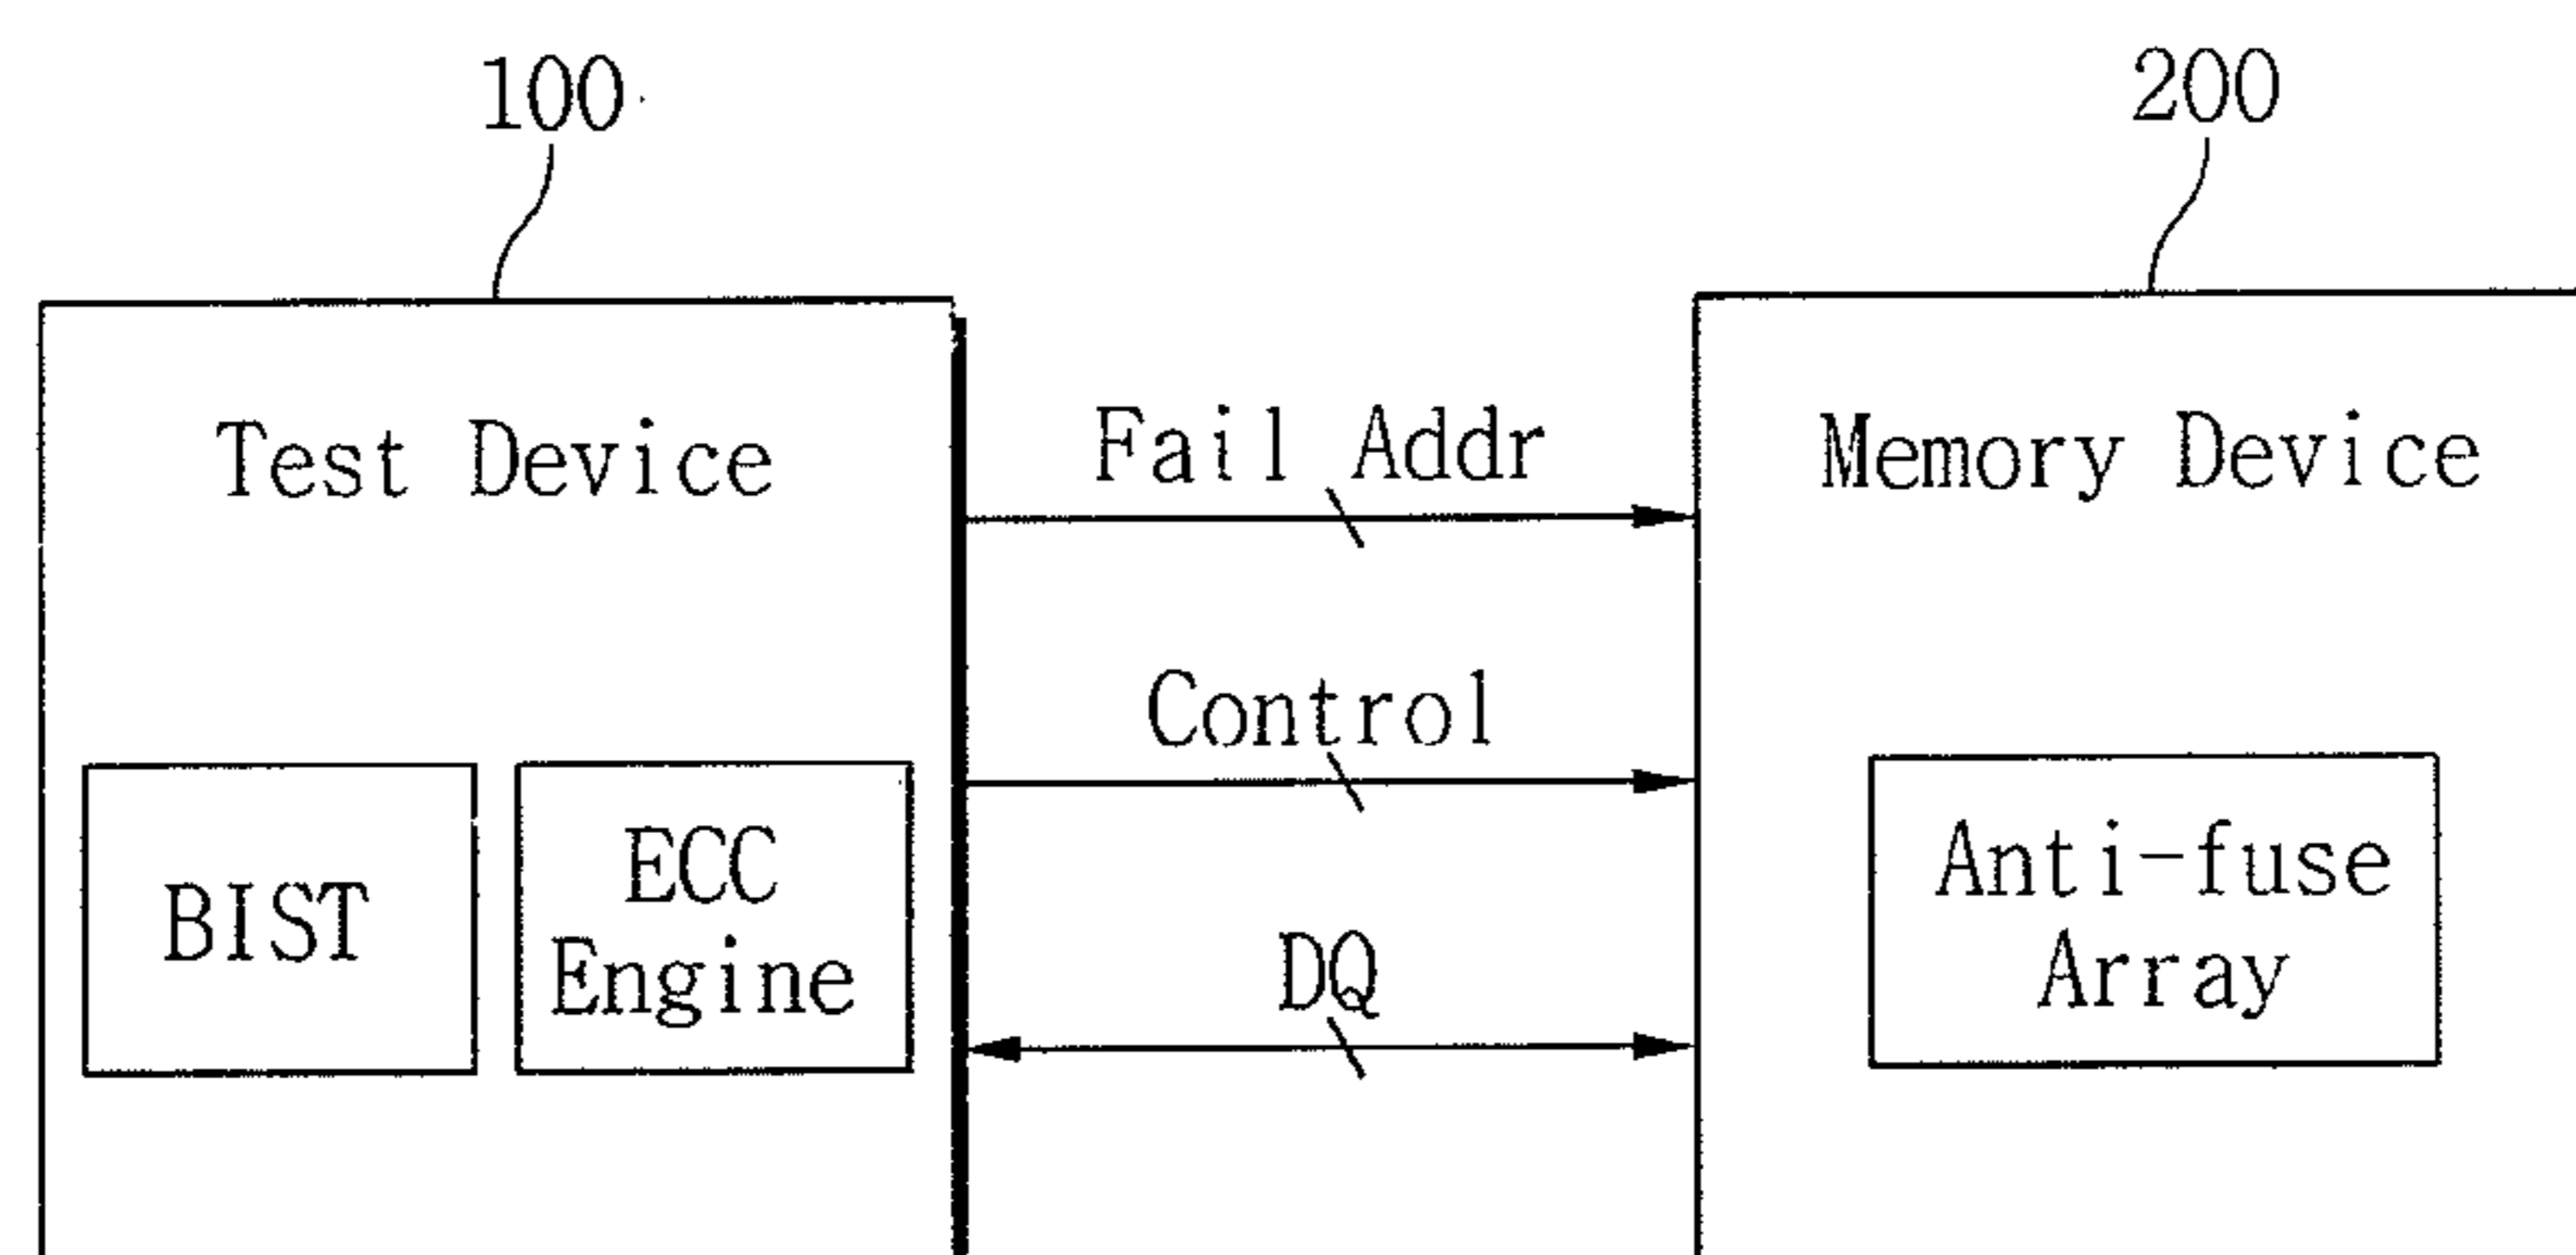 100
200
Test Device
Fail Addr
Memory Device
Control
BIST
ECC
Engine
DQ
Anti-fuse
Array